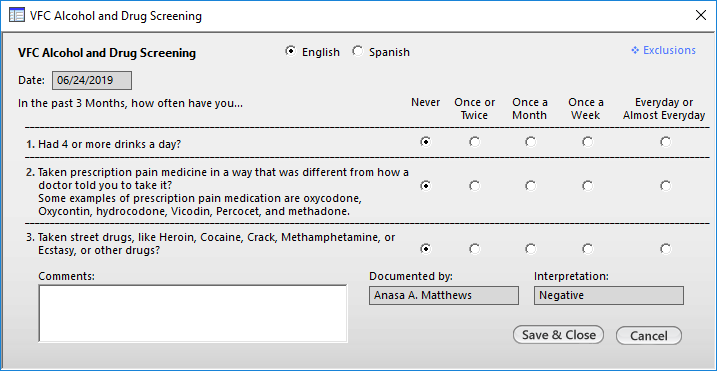 VFC Alcohol and Drug Screening
VFC Alcohol and Drug Screening
English
Spanish
Exclusions
Date: 06/24/2019
In the past 3 Months, how often have you...
Never
Once or
Twice
Once a
Month
Once a
Week
Everyday or
Almost Everyday
1. Had 4 or more drinks a day?
2. Taken prescription pain medicine in a way that was different from how a
doctor told you to take it?
Some examples of prescription pain medication are oxycodone,
Oxycontin, hydrocodone, Vicodin, Percocet, and methadone.
3. Taken street drugs, like Heroin, Cocaine, Crack, Methamphetamine, or
Ecstasy, or other drugs?
Comments:
Documented by:
Anasa A. Matthews
Interpretation:
Negative
Save & Close
Cancel